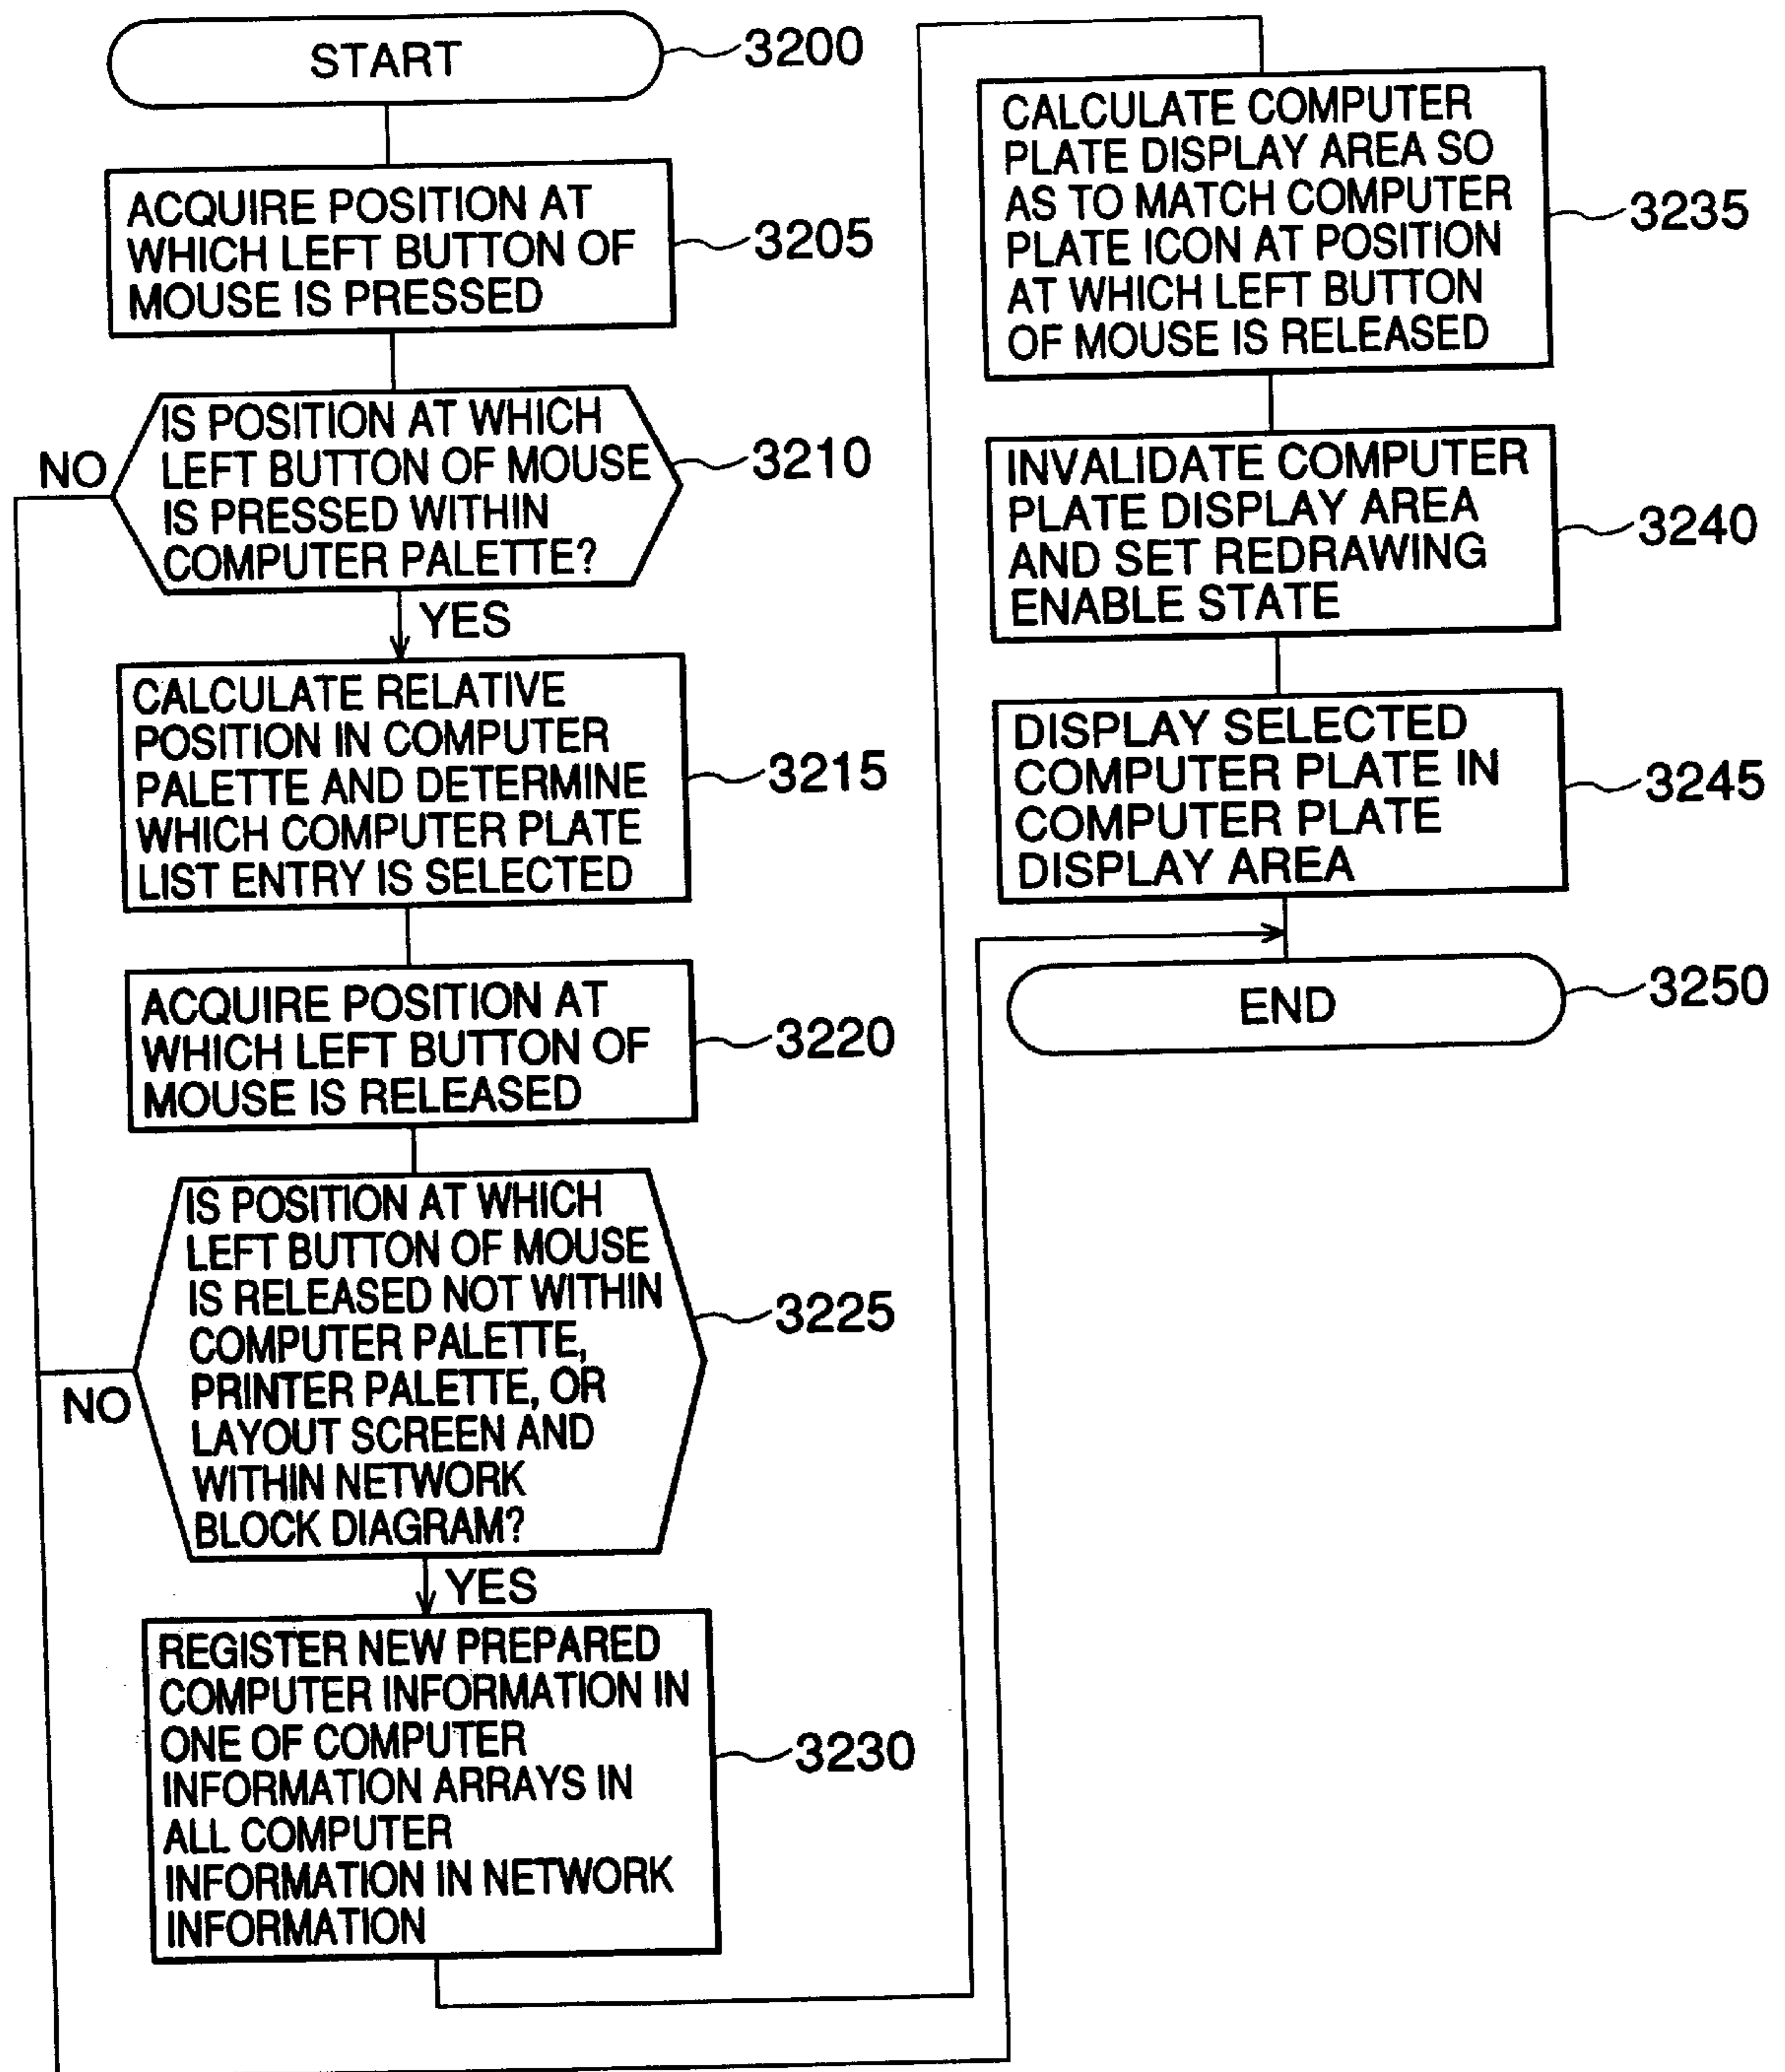 START
3200
ACQUIRE POSITION AT
WHICH LEFT BUTTON OF
MOUSE IS PRESSED
3205
IS POSITION AT WHICH
LEFT BUTTON OF MOUSE
IS PRESSED WITHIN
COMPUTER PALETTE?
3210
NO
YES
CALCULATE RELATIVE
POSITION IN COMPUTER
PALETTE AND DETERMINE
WHICH COMPUTER PLATE
LIST ENTRY IS SELECTED
3215
ACQUIRE POSITION AT
WHICH LEFT BUTTON OF
MOUSE IS RELEASED
3220
IS POSITION AT WHICH
LEFT BUTTON OF MOUSE
IS RELEASED NOT WITHIN
COMPUTER PALETTE,
PRINTER PALETTE, OR
LAYOUT SCREEN AND
WITHIN NETWORK
BLOCK DIAGRAM?
3225
NO
YES
REGISTER NEW PREPARED
COMPUTER INFORMATION IN
ONE OF COMPUTER
INFORMATION ARRAYS IN
ALL COMPUTER
INFORMATION IN NETWORK
INFORMATION
3230
CALCULATE COMPUTER
PLATE DISPLAY AREA SO
AS TO MATCH COMPUTER
PLATE ICON AT POSITION
AT WHICH LEFT BUTTON
OF MOUSE IS RELEASED
3235
INVALIDATE COMPUTER
PLATE DISPLAY AREA
AND SET REDRAWING
ENABLE STATE
3240
DISPLAY SELECTED
COMPUTER PLATE IN
COMPUTER PLATE
DISPLAY AREA
3245
END
3250